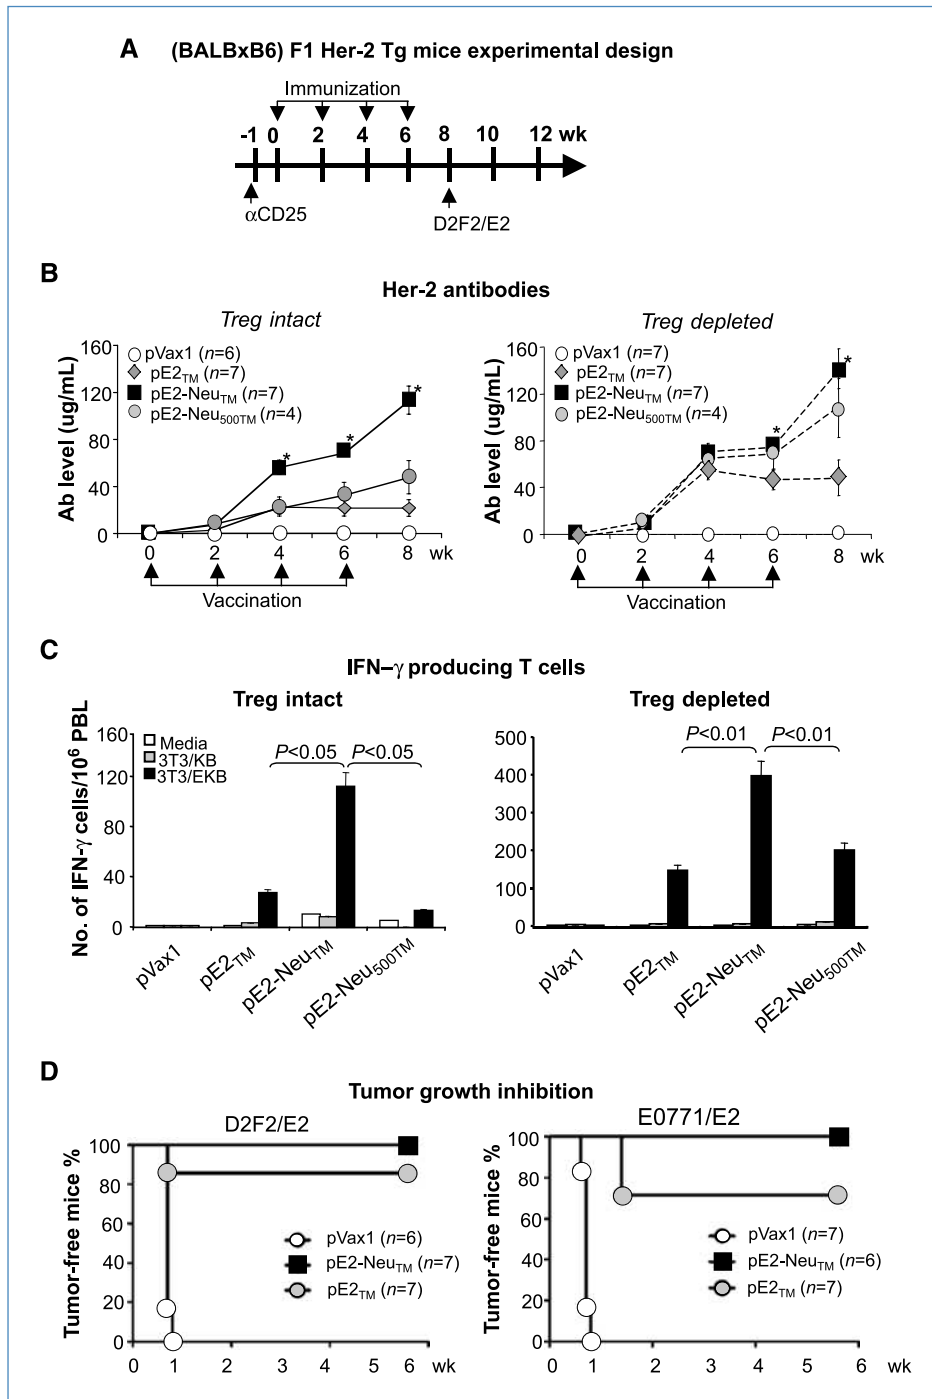 A (BALBxB6) F1 Her-2 Tg mice experimental design
Immunization
-1 0 2 4 6 8 10 12 wk
αCD25
D2F2/E2
B
Her-2 antibodies
Treg intact
160
120
80
40
0
Ab level (ug/mL)
pVax1 (n=6)
pE2TM (n=7)
pE2-NeuTM (n=7)
pE2-Neu500TM (n=4)
* * *
0 2 4 6 8 wk
Vaccination
Treg depleted
160
120
80
40
0
Ab level (ug/mL)
pVax1 (n=7)
pE2TM (n=7)
pE2-NeuTM (n=7)
pE2-Neu500TM (n=4)
* *
0 2 4 6 8 wk
Vaccination
C
IFN–γ producing T cells
Treg intact
No. of IFN-γ cells/10⁶ PBL
160
120
80
40
0
Media
3T3/KB
3T3/EKB
P<0.05 P<0.05
pVax1 pE2TM pE2-NeuTM pE2-Neu500TM
Treg depleted
500
400
300
200
100
0
P<0.01 P<0.01
pVax1 pE2TM pE2-NeuTM pE2-Neu500TM
D
Tumor growth inhibition
D2F2/E2
Tumor-free mice %
100
80
60
40
20
0
pVax1 (n=6)
pE2-NeuTM (n=7)
pE2TM (n=7)
0 1 2 3 4 5 6 wk
E0771/E2
Tumor-free mice %
100
80
60
40
20
0
pVax1 (n=7)
pE2-NeuTM (n=6)
pE2TM (n=7)
0 1 2 3 4 5 6 wk